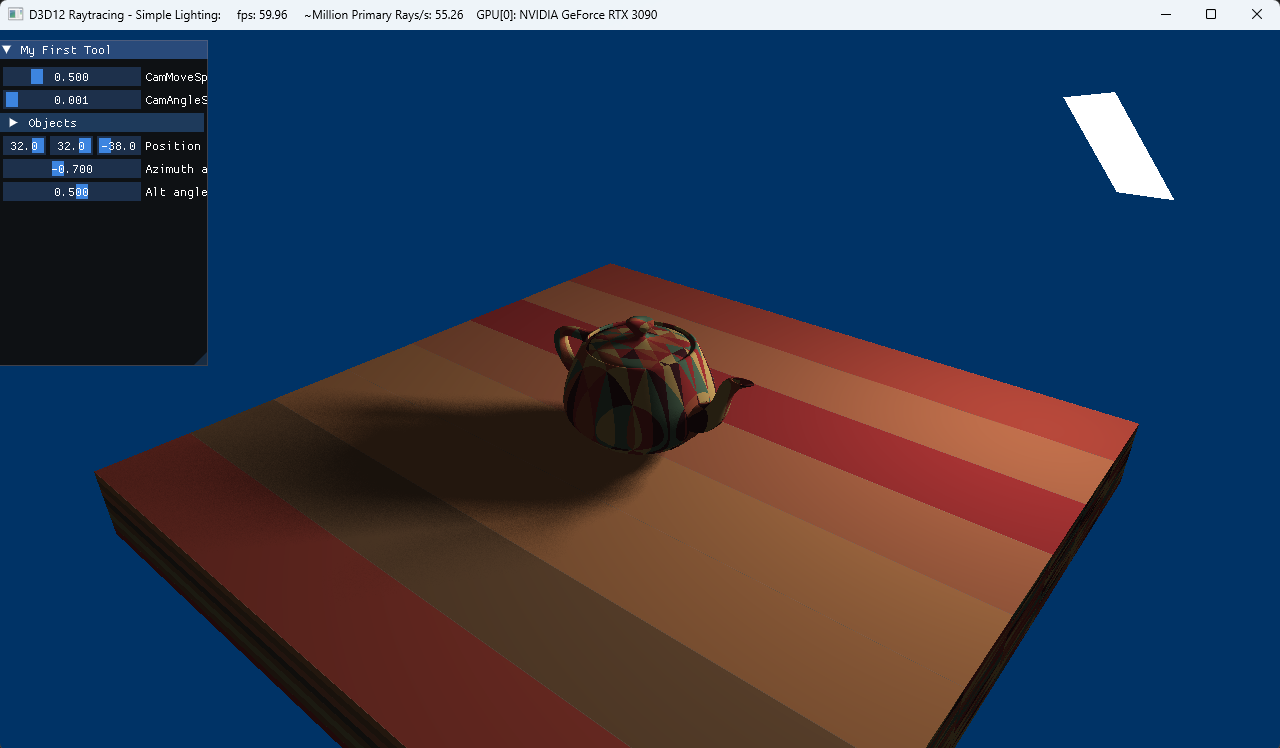 D3D12 Raytracing - Simple Lighting: fps: 59.96 ~Million Primary Rays/s: 55.26 GPU[0]: NVIDIA GeForce RTX 3090
My First Tool
0.500 CamMoveSp
0.001 CamAngleS
Objects
32.0 32.0 -38.0 Position
-0.700 Azimuth a
0.500 Alt angle